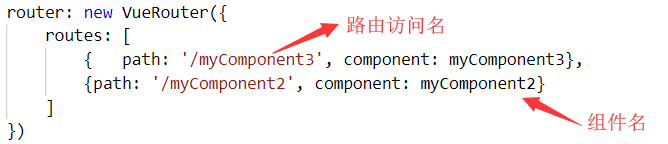 router: new VueRouter({
routes: [
{   path: '/myComponent3', component: myComponent3},
{path: '/myComponent2', component: myComponent2}
]
})
路由访问名
组件名